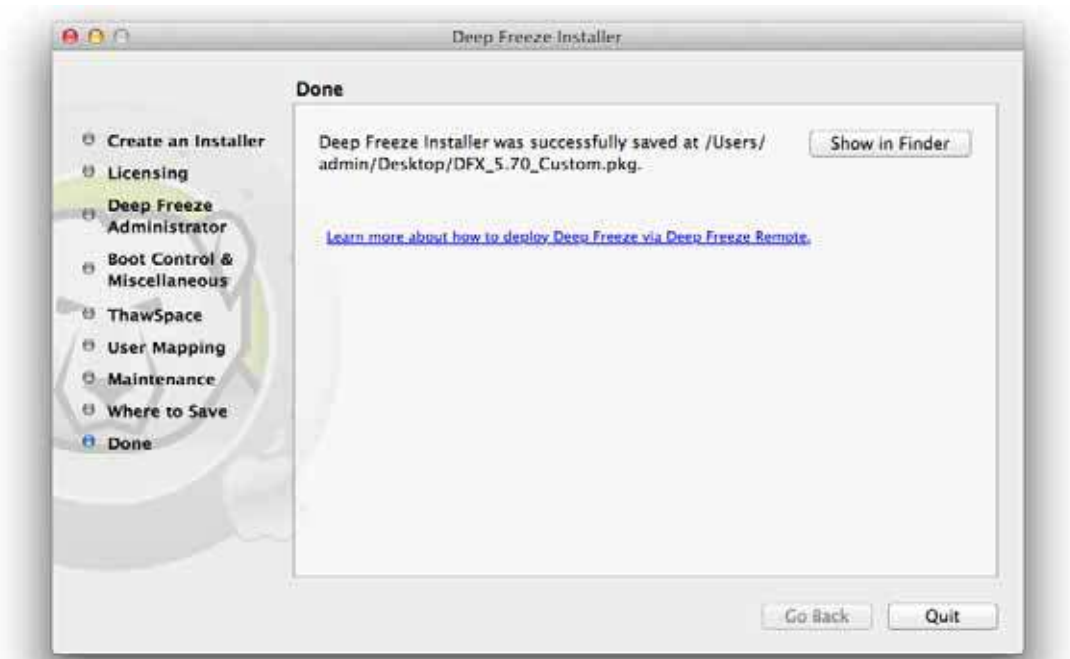 Deep Freeze Installer
Done
Create an Installer
Licensing
Deep Freeze
Administrator
Boot Control &
Miscellaneous
ThawSpace
User Mapping
Maintenance
Where to Save
Done
Deep Freeze Installer was successfully saved at /Users/
admin/Desktop/DFX_5.70_Custom.pkg.
Show in Finder
Learn more about how to deploy Deep Freeze via Deep Freeze Remote.
Go Back
Quit